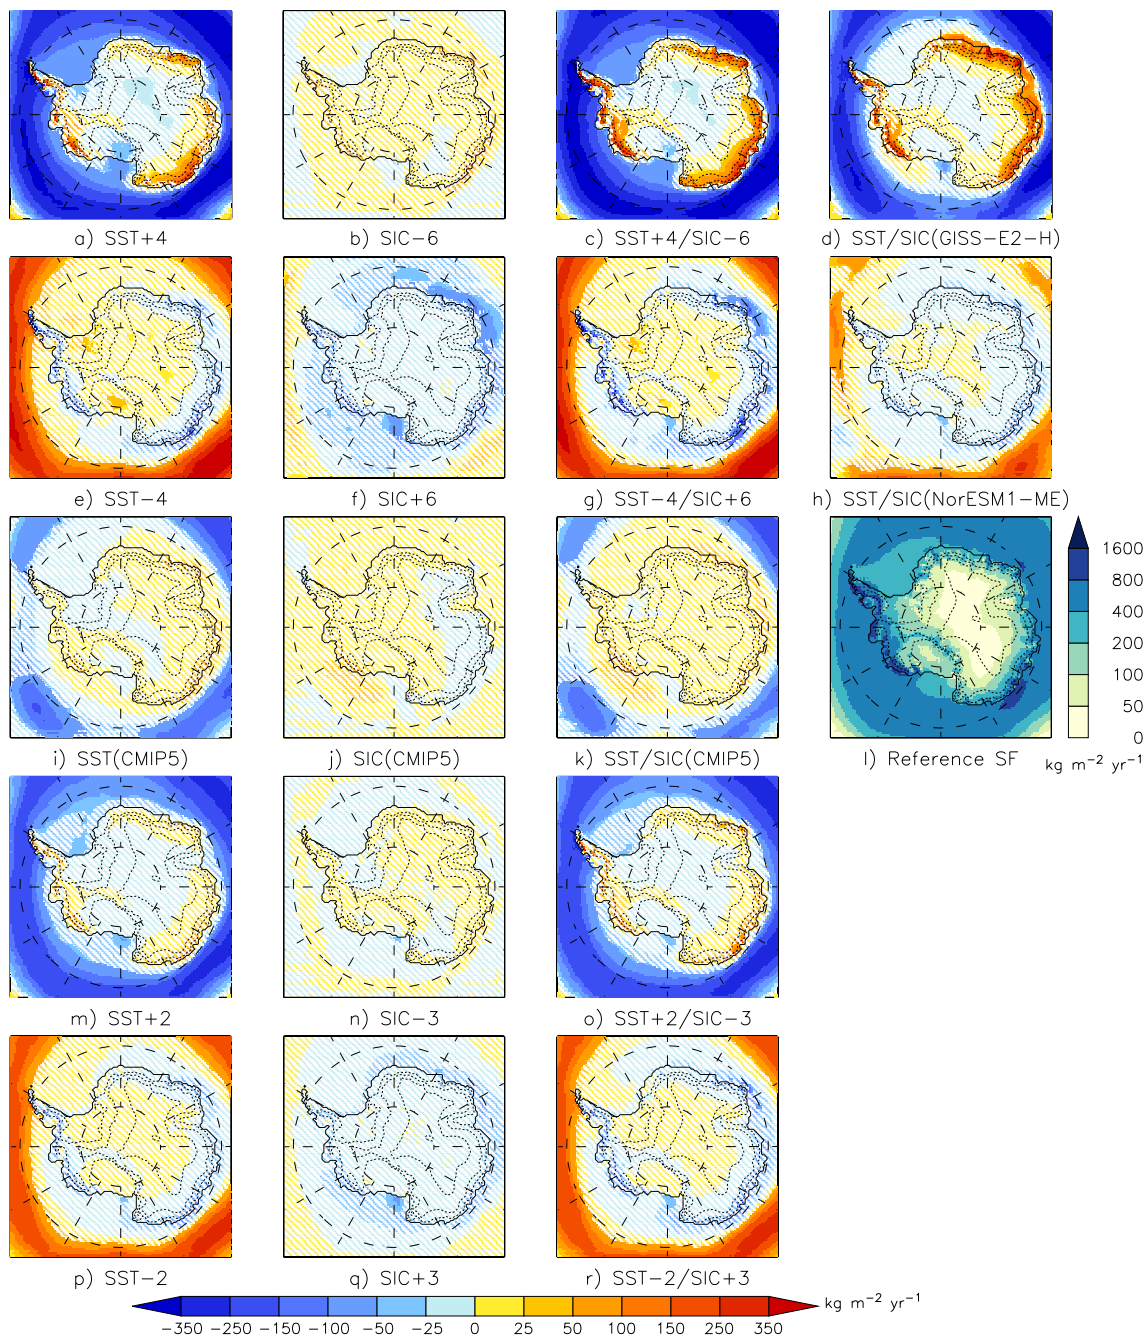 a) SST+4
b) SIC−6
c) SST+4/SIC−6
d) SST/SIC(GISS−E2−H)
e) SST−4
f) SIC+6
g) SST−4/SIC+6
h) SST/SIC(NorESM1−ME)
1600
800
400
200
100
50
0
i) SST(CMIP5)
j) SIC(CMIP5)
k) SST/SIC(CMIP5)
l) Reference SF
kg m−2 yr−1
m) SST+2
n) SIC−3
o) SST+2/SIC−3
p) SST−2
q) SIC+3
r) SST−2/SIC+3
kg m−2 yr−1
−350 −250 −150 −100 −50 −25 0 25 50 100 150 250 350